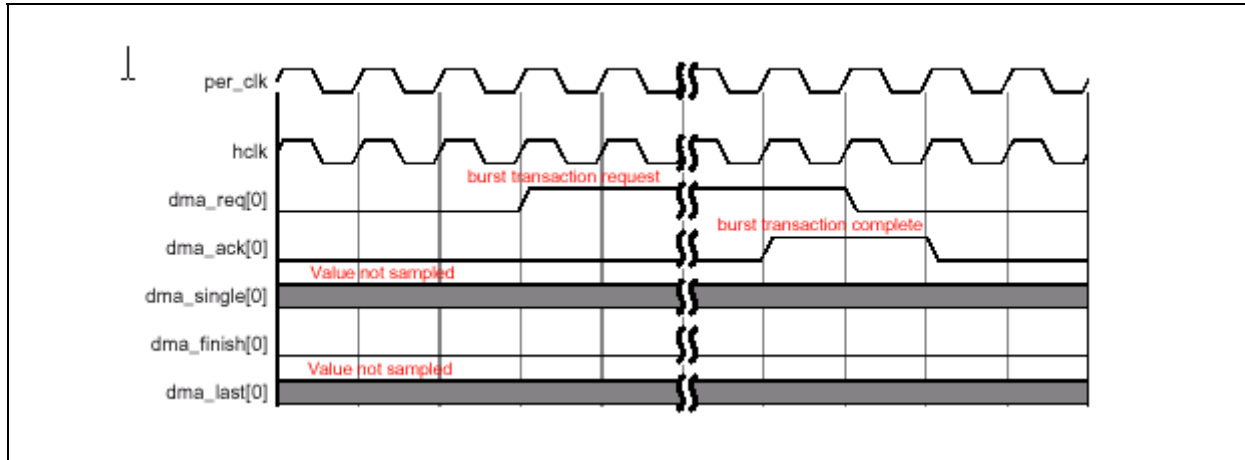 per_clk
hclk
burst transaction request
dma_req[0]
burst transaction complete
dma_ack[0]
Value not sampled
dma_single[0]
dma_finish[0]
Value not sampled
dma_last[0]